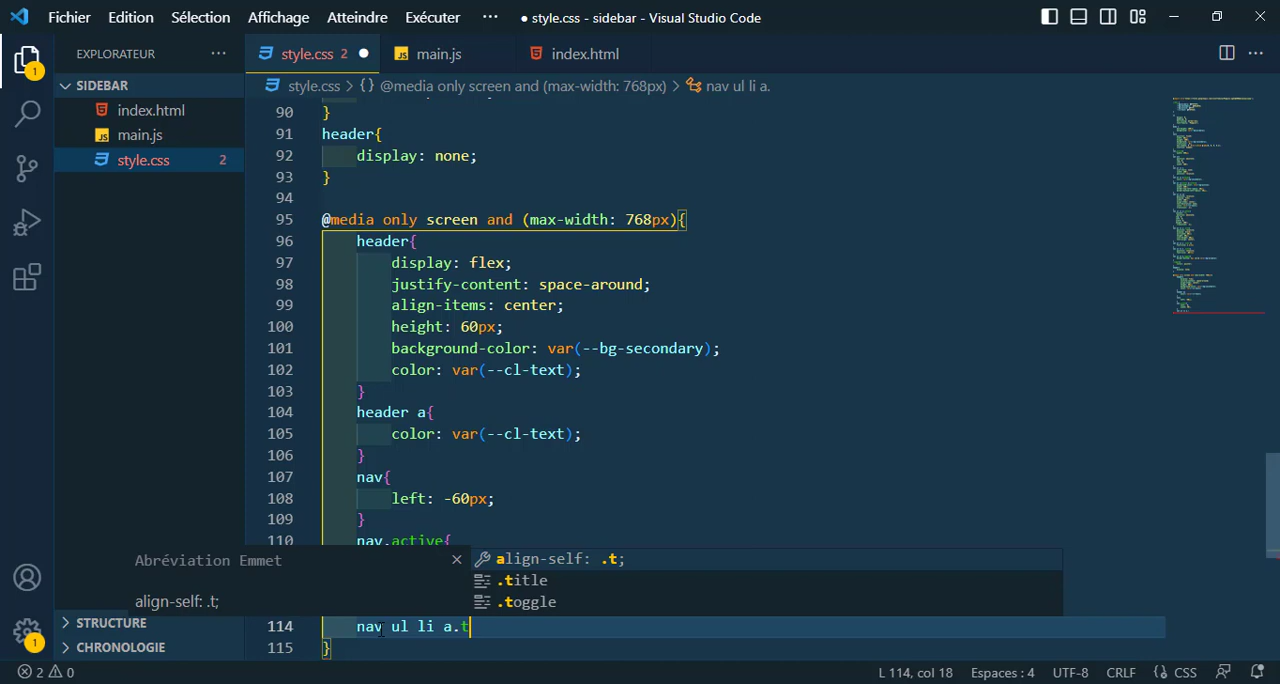 Fichier Edition Sélection Affichage Atteindre Exécuter ··· ● style.css - sidebar - Visual Studio Code
EXPLORATEUR ··· style.css 2 ● JS main.js index.html ···
SIDEBAR
index.html
JS main.js
style.css 2
1
style.css > {} @media only screen and (max-width: 768px) > nav ul li a.
90 }
91 header{
92 display: none;
93 }
94
95 @media only screen and (max-width: 768px){
96 header{
97 display: flex;
98 justify-content: space-around;
99 align-items: center;
100 height: 60px;
101 background-color: var(--bg-secondary);
102 color: var(--cl-text);
103 }
104 header a{
105 color: var(--cl-text);
106 }
107 nav{
108 left: -60px;
109 }
110 nav.active{
Abréviation Emmet ×
align-self: .t;
align-self: .t;
.title
.toggle
114 nav ul li a.t
115 }
STRUCTURE
CHRONOLOGIE
1
2 0 L 114, col 18 Espaces : 4 UTF-8 CRLF {} CSS